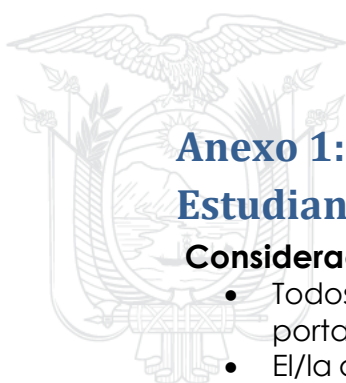 Anexo 1:
Estudian
Considera
• Todos
porta
• El/la